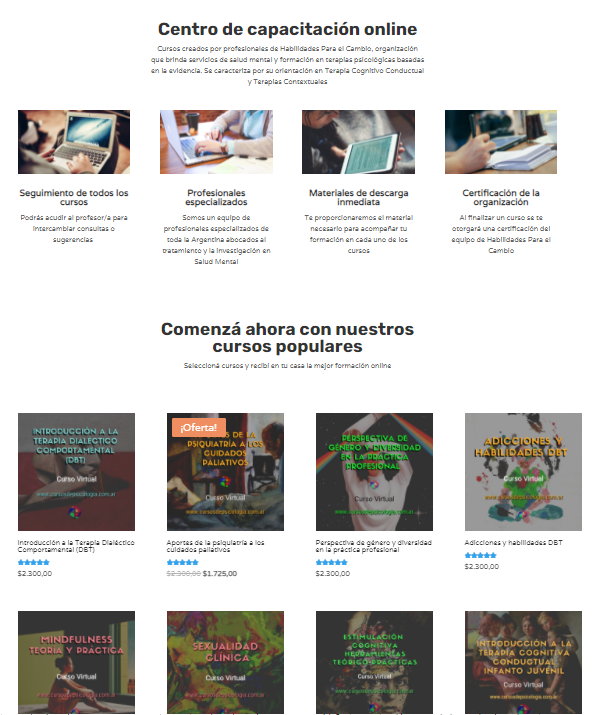 Centro de capacitación online
Cursos creados por profesionales de Habilidades Para el Cambio, organización
que brinda servicios de salud mental y formación en terapias psicológicas basadas
en la evidencia. Se caracteriza por su orientación en Terapia Cognitivo Conductual
y Terapias Contextuales
Seguimiento de todos los
cursos
Podrás acudir al profesor/a para
intercambiar consultas o
sugerencias
Profesionales
especializados
Somos un equipo de
profesionales especializados de
toda la Argentina abocados al
tratamiento y la investigación en
Salud Mental
Materiales de descarga
inmediata
Te proporcionaremos el material
necesario para acompañar tu
formación en cada uno de los
cursos
Certificación de la
organización
Al finalizar un curso se te
otorgará una certificación del
equipo de Habilidades Para el
Cambio
Comenzá ahora con nuestros
cursos populares
Seleccioná cursos y recibí en tu casa la mejor formación online
INTRODUCCIÓN A LA
TERAPIA DIALECTICO
COMPORTAMENTAL
(DBT)
Curso Virtual
www.cursosdepsicologia.com.ar
Introducción a la Terapia Dialéctico
Comportamental (DBT)
$2.300,00
¡Oferta!
DE LA
PSIQUIATRÍA A LOS
CUIDADOS
PALIATIVOS
Curso Virtual
www.cursosdepsicologia.com.ar
Aportes de la psiquiatría a los
cuidados paliativos
$2.300,00 $1.725,00
PERSPECTIVA DE
GÉNERO Y DIVERSIDAD
EN LA PRÁCTICA
PROFESIONAL
Curso Virtual
www.cursosdepsicologia.com.ar
Perspectiva de género y diversidad
en la práctica profesional
$2.300,00
ADICCIONES Y
HABILIDADES DBT
Curso Virtual
www.cursosdepsicologia.com.ar
Adicciones y habilidades DBT
$2.300,00
MINDFULNESS
TEORÍA Y PRÁCTICA
Curso Virtual
www.cursosdepsicologia.com.ar
SEXUALIDAD
CLÍNICA
Curso Virtual
www.cursosdepsicologia.com.ar
ESTIMULACIÓN
COGNITIVA
HERRAMIENTAS
TEÓRICO-PRÁCTICAS
Curso Virtual
www.cursosdepsicologia.com.ar
INTRODUCCIÓN A LA
TERAPIA COGNITIVA
CONDUCTUAL
INFANTO JUVENIL
Curso Virtual
www.cursosdepsicologia.com.ar